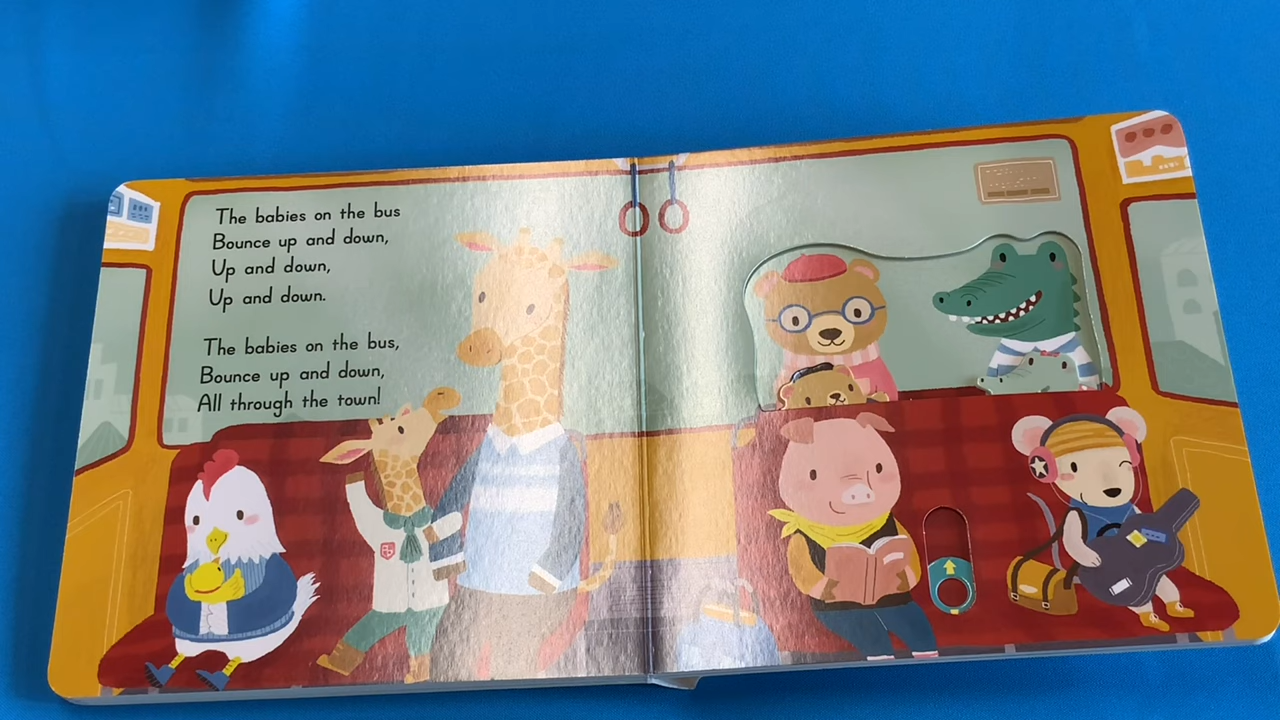 The babies on the bus
Bounce up and down,
Up and down,
Up and down.
The babies on the bus,
Bounce up and down,
All through the town!